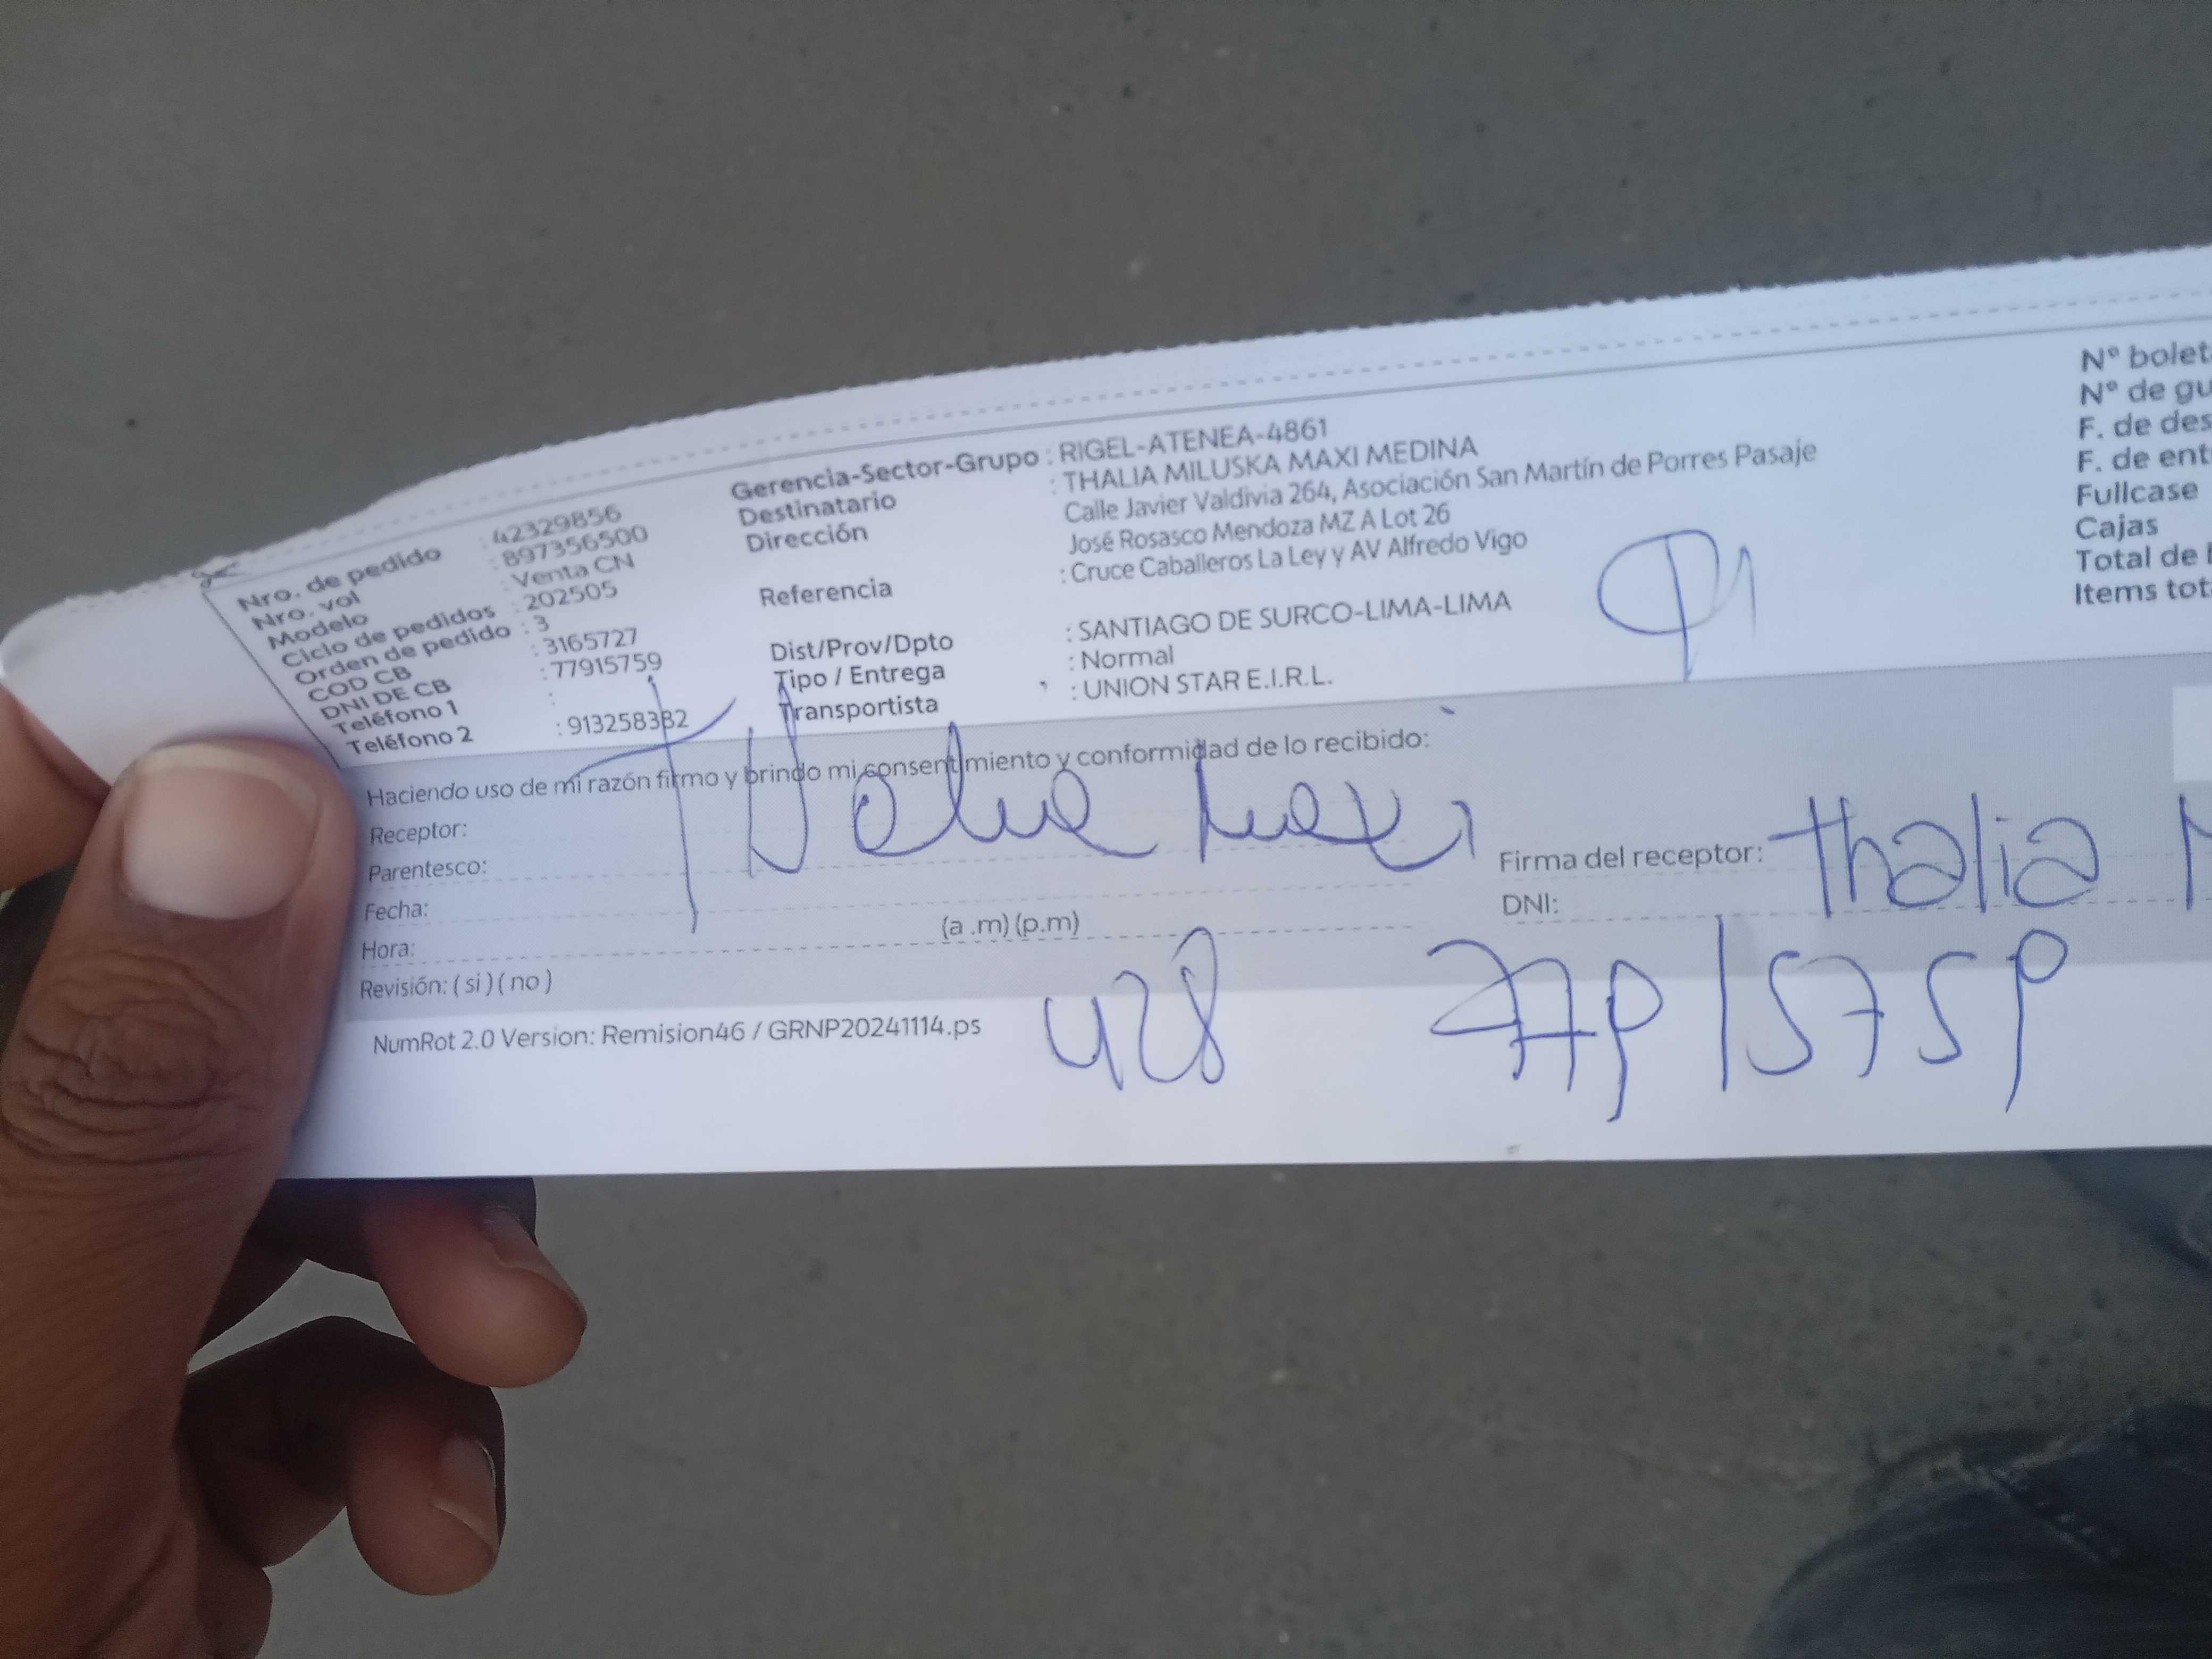 Nro. de pedido : 42329856
Nro. vol : 897356500
Modelo : Venta CN
Ciclo de pedidos : 202505
Orden de pedido : 3
COD CB : 3165727
DNI DE CB : 77915759
Teléfono 1 :
Teléfono 2 : 913258382
Gerencia-Sector-Grupo : RIGEL-ATENEA-4861
Destinatario : THALIA MILUSKA MAXI MEDINA
Dirección Calle Javier Valdivia 264, Asociación San Martín de Porres Pasaje
José Rosasco Mendoza MZ A Lot 26
Referencia : Cruce Caballeros La Ley y AV Alfredo Vigo
Dist/Prov/Dpto : SANTIAGO DE SURCO-LIMA-LIMA
Tipo / Entrega : Normal
Transportista : UNION STAR E.I.R.L.
Nº bolet
Nº de gu
F. de des
F. de ent
Fullcase
Cajas
Total de
Items tot
Haciendo uso de mi razón firmo y brindo mi consentimiento y conformidad de lo recibido:
Receptor: Thalia Maxi
Parentesco:
Fecha:
Hora: (a .m) (p.m)
Revisión: ( si ) ( no )
Firma del receptor: Thalia
DNI: 77915759
428
NumRot 2.0 Version: Remision46 / GRNP20241114.ps